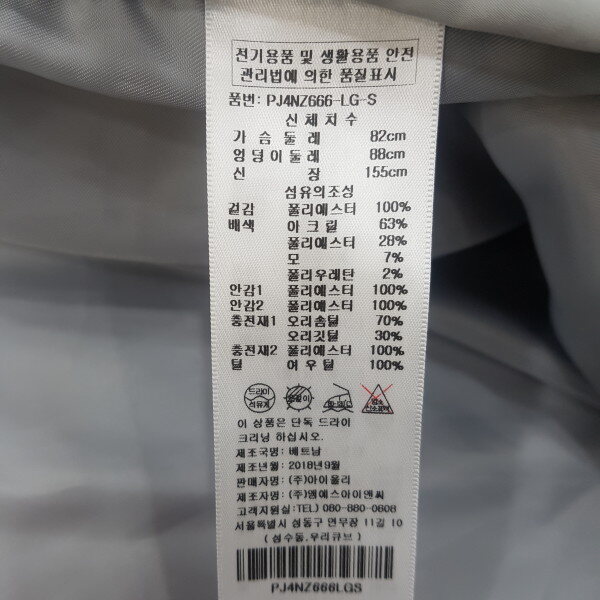 전기용품 및 생활용품 안전
관리법에 의한 품질표시
품번: PJ4NZ666-LG-S
신체치수
가슴둘레 82cm
엉덩이둘레 88cm
신장 155cm
섬유의조성
겉감 폴리에스터 100%
배색 아크릴 63%
폴리에스터 28%
모 7%
폴리우레탄 2%
안감1 폴리에스터 100%
안감2 폴리에스터 100%
충전재1 오리솜털 70%
오리깃털 30%
충전재2 폴리에스터 100%
털 여우털 100%
드라이
석유계
염소
이 상품은 단독 드라이
크리닝 하십시오.
제조국명: 베트남
제조년월: 2018년9월
판매자명: (주)아이올리
제조자명: (주)엠에스아이앤씨
고객지원실:TEL) 080-880-0608
서울특별시 성동구 연무장 11길 10
(성수동,우리큐브)
PJ4NZ666LGS